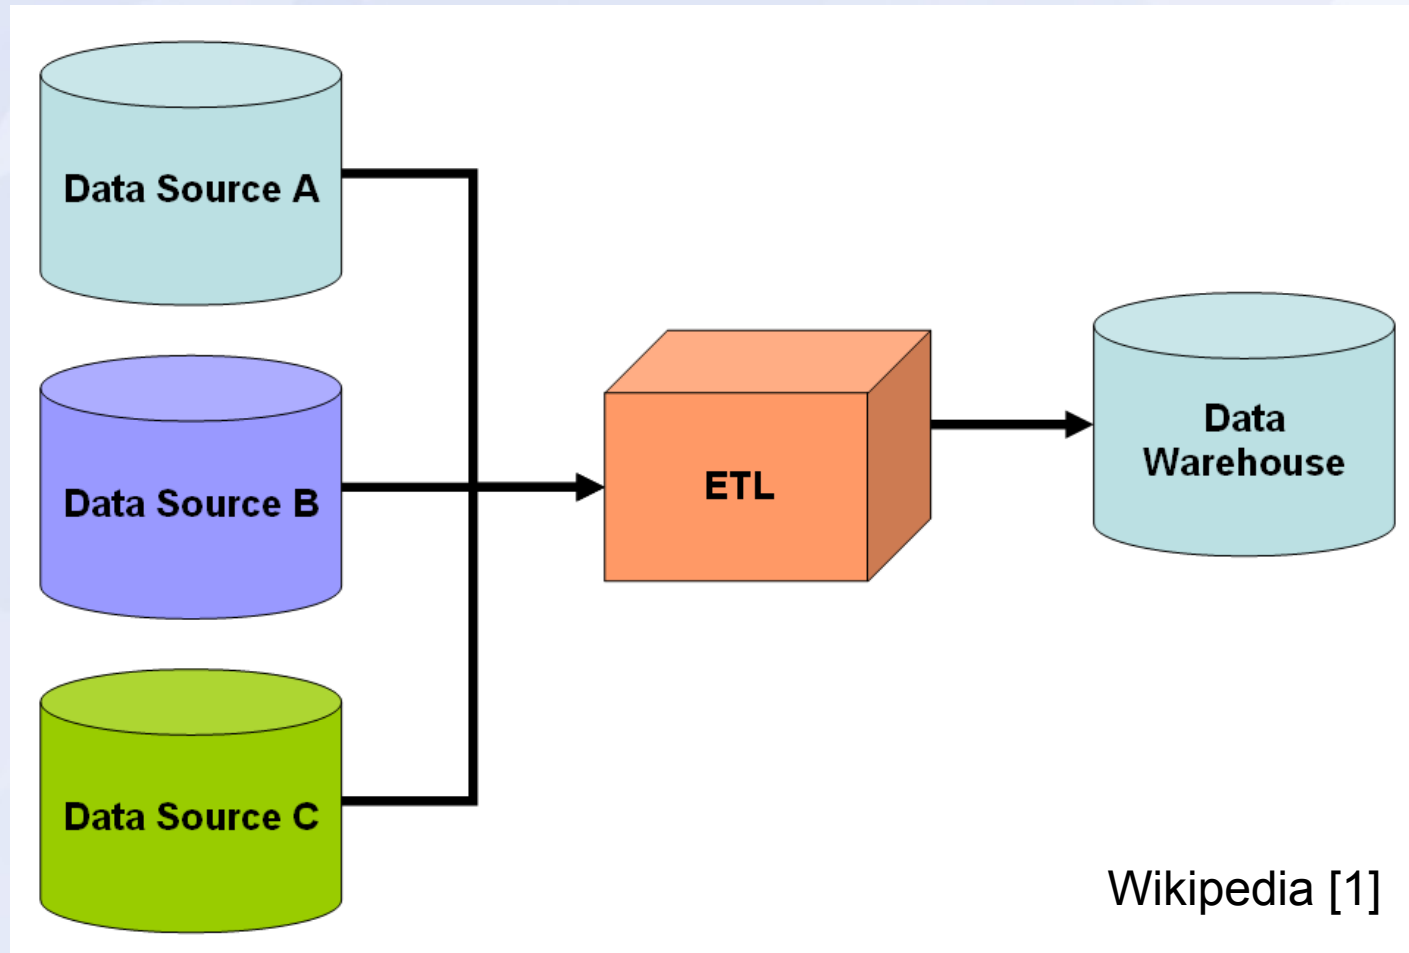 Data Source A
Data Source B
Data Source C
ETL
Data
Warehouse
Wikipedia [1]